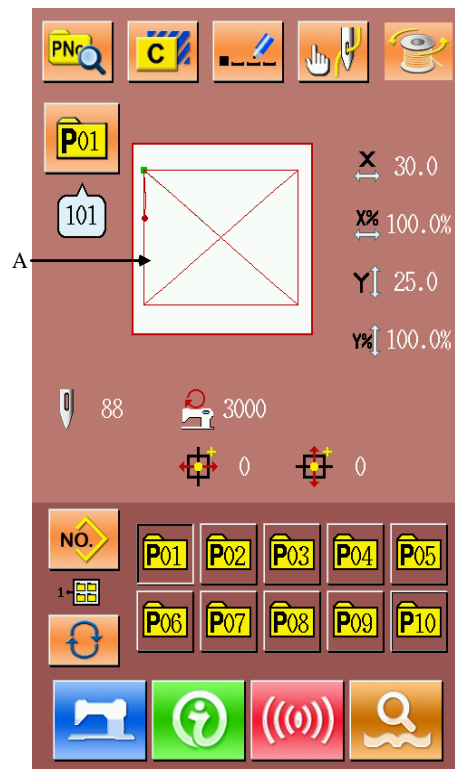 PNo
C
P01
101
A
X 30.0
X% 100.0%
Y 25.0
Y% 100.0%
88
3000
0
0
NO.
P01 P02 P03 P04 P05
1-
P06 P07 P08 P09 P10
i